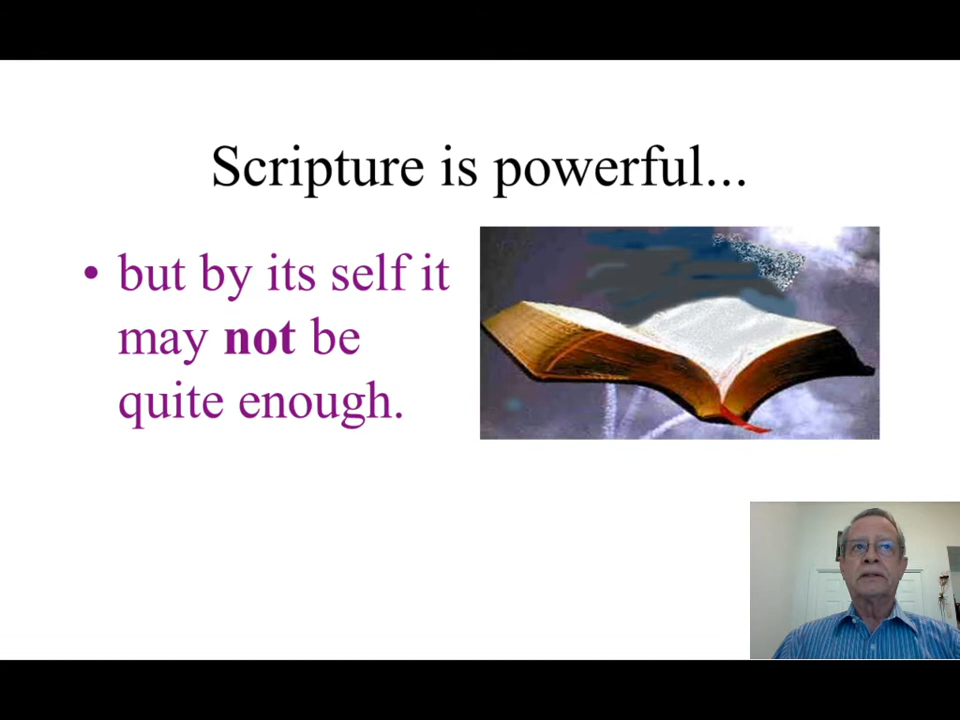 Scripture is powerful...
• but by its self it
may not be
quite enough.